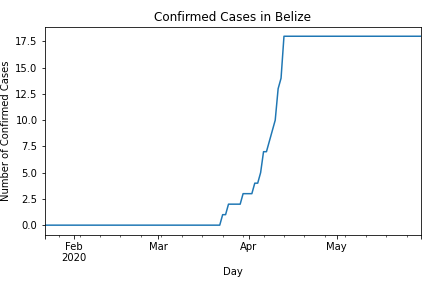 Confirmed Cases in Belize
Number of Confirmed Cases
17.5
15.0
12.5
10.0
7.5
5.0
2.5
0.0
Feb
2020
Mar
Apr
May
Day